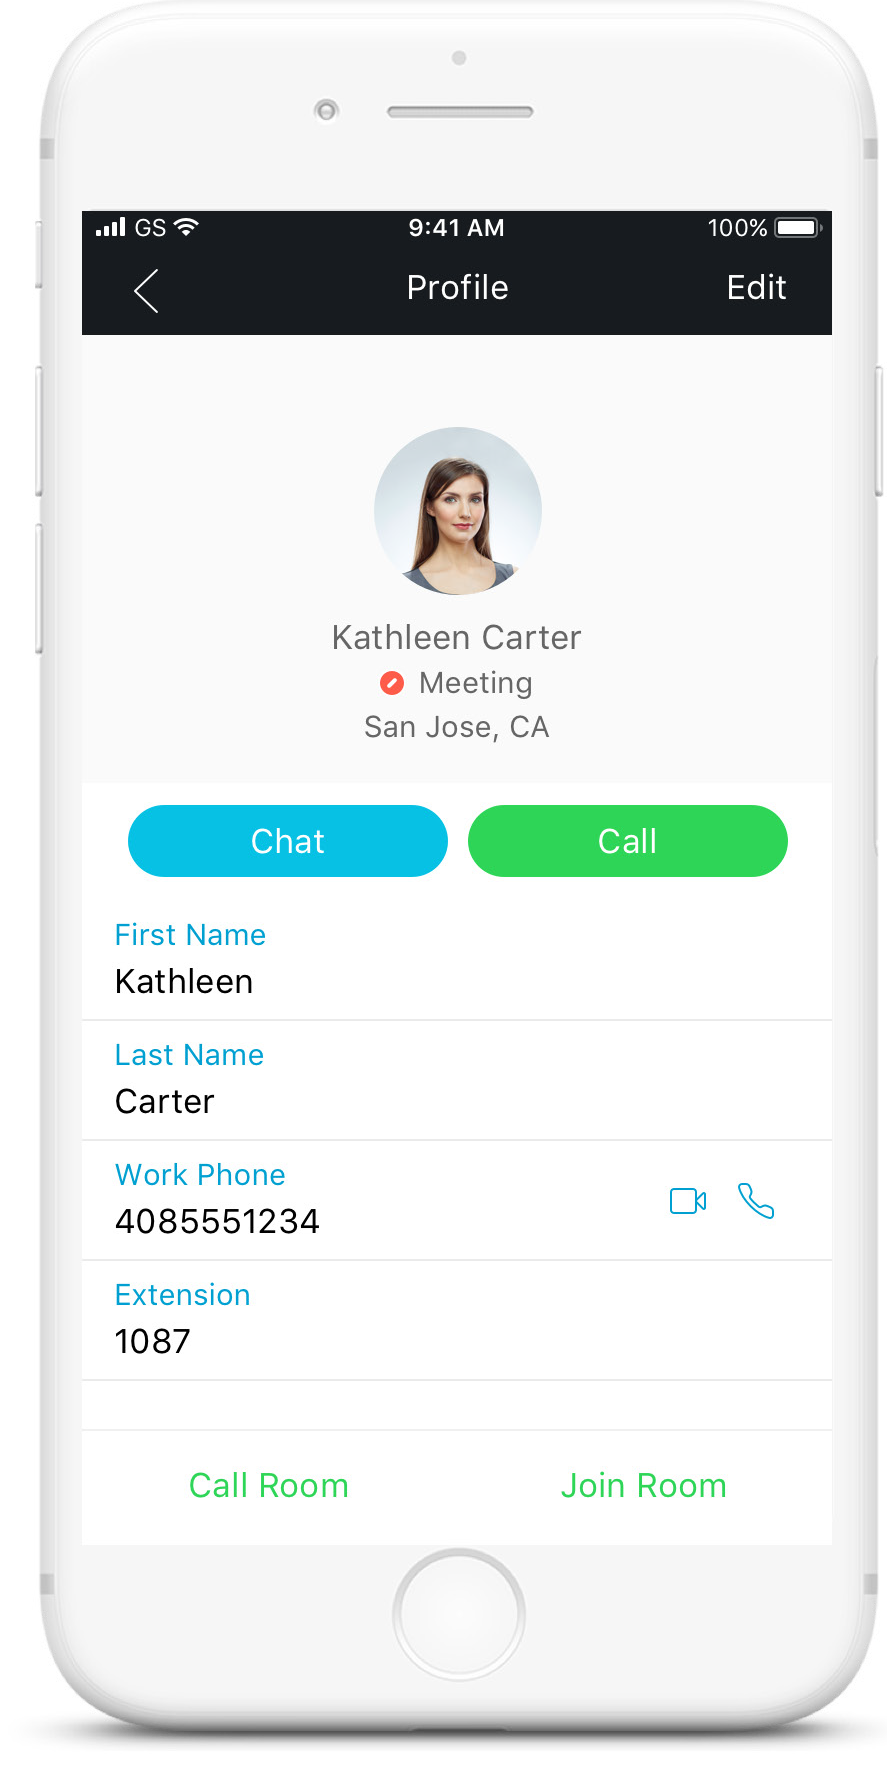 GS 9:41 AM 100%
Profile Edit
Kathleen Carter
Meeting
San Jose, CA
Chat Call
First Name
Kathleen
Last Name
Carter
Work Phone
4085551234
Extension
1087
Call Room Join Room